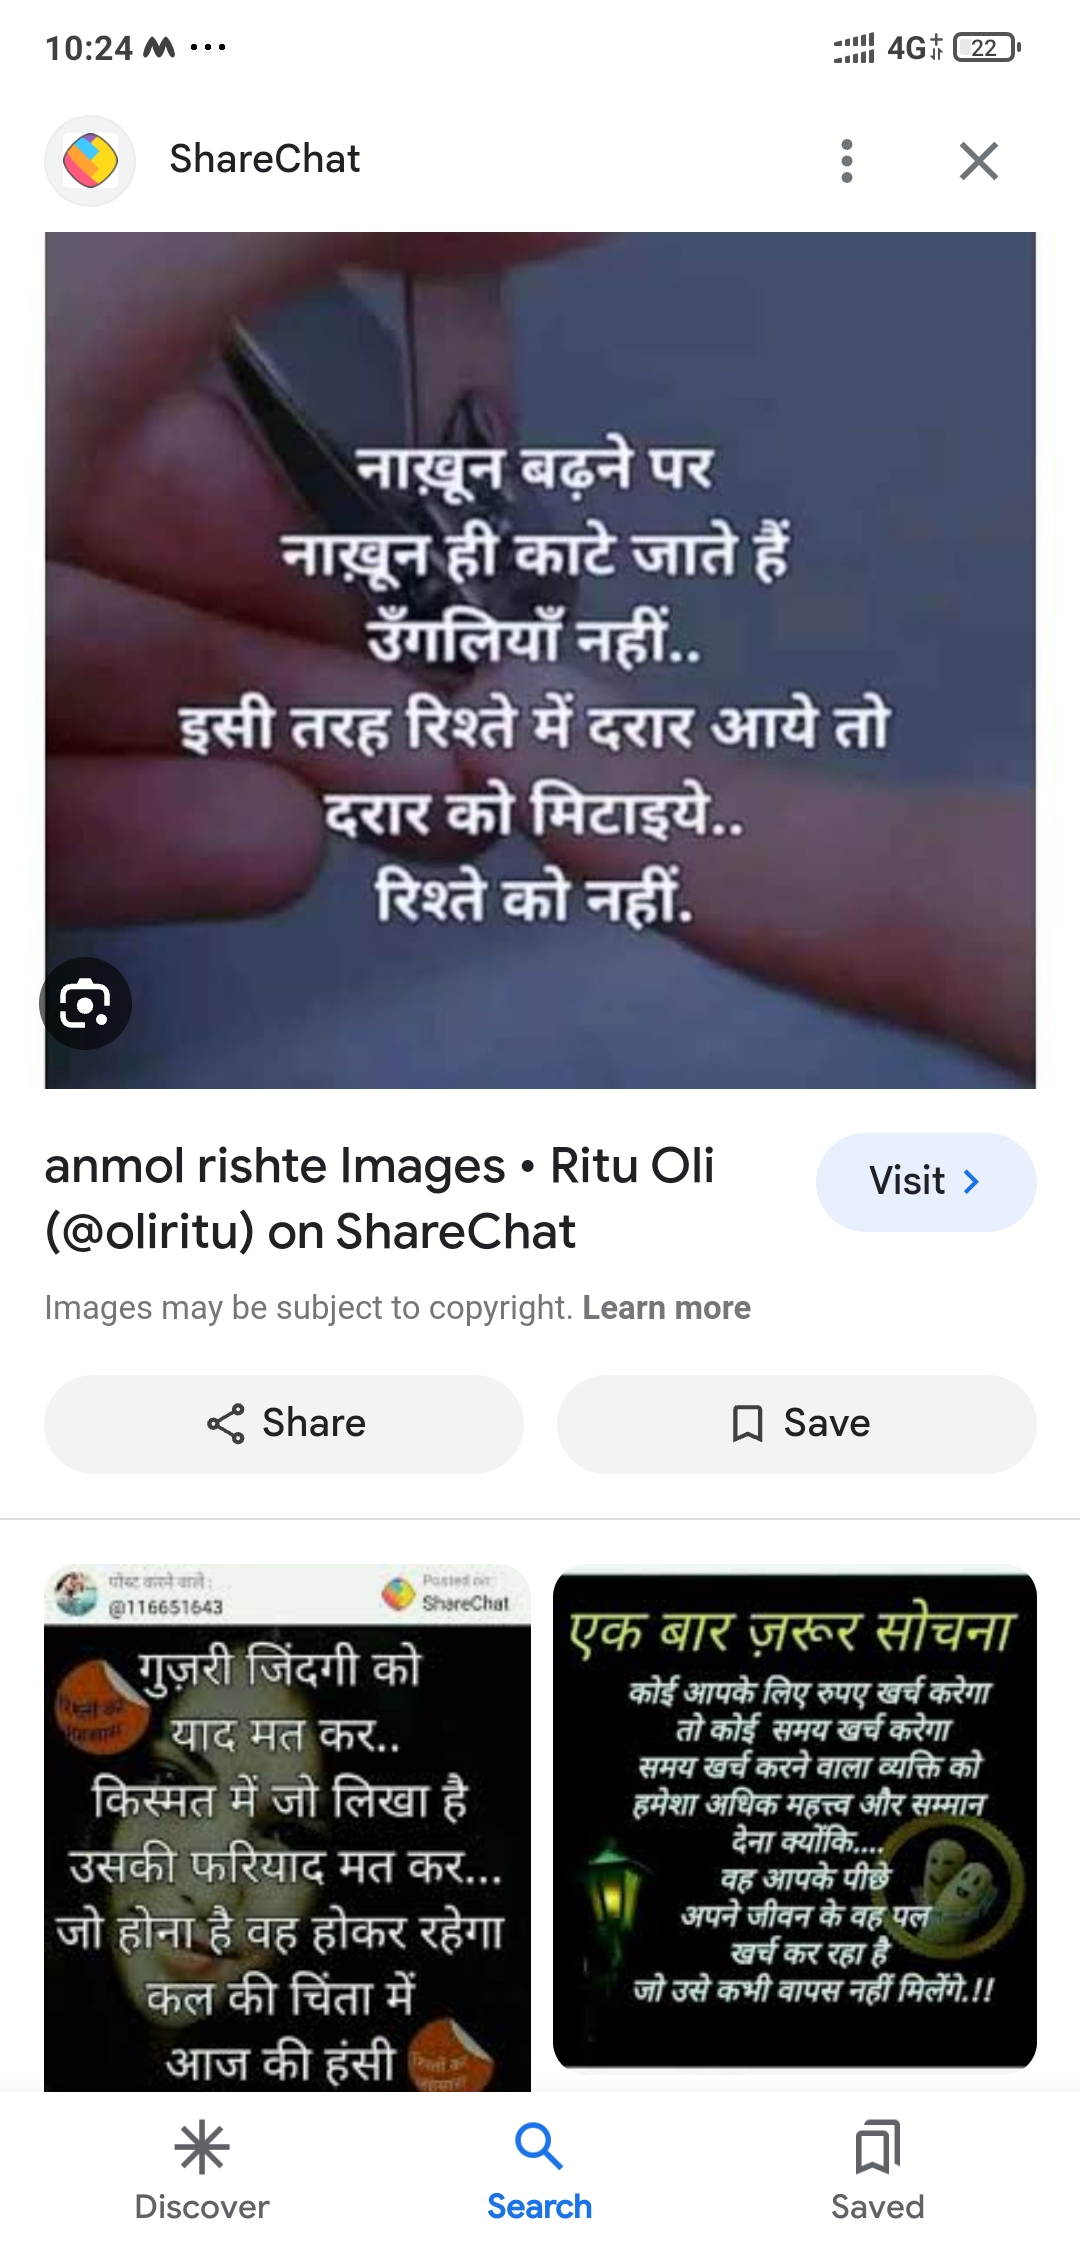 10:24
4G+
22
ShareChat
नाख़ून बढ़ने पर
नाख़ून ही काटे जाते हैं
उँगलियाँ नहीं..
इसी तरह रिश्ते में दरार आये तो
दरार को मिटाइये..
रिश्ते को नहीं.
anmol rishte Images • Ritu Oli
(@oliritu) on ShareChat
Visit
Images may be subject to copyright. Learn more
Share
Save
पोस्ट करने वाले :
@116651643
Posted on:
ShareChat
गुज़री जिंदगी को
याद मत कर..
किस्मत में जो लिखा है
उसकी फरियाद मत कर...
जो होना है वह होकर रहेगा
कल की चिंता में
आज की हंसी
एक बार ज़रूर सोचना
कोई आपके लिए रुपए खर्च करेगा
तो कोई समय खर्च करेगा
समय खर्च करने वाला व्यक्ति को
हमेशा अधिक महत्त्व और सम्मान
देना क्योंकि....
वह आपके पीछे
अपने जीवन के वह पल
खर्च कर रहा है
जो उसे कभी वापस नहीं मिलेंगे.!!
Discover
Search
Saved